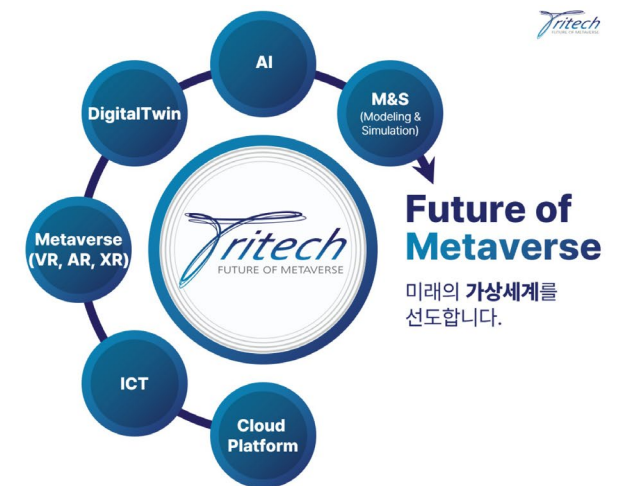 Tritech
FUTURE OF METAVERSE
AI
M&S
(Modeling &
Simulation)
DigitalTwin
Metaverse
(VR, AR, XR)
Tritech
FUTURE OF METAVERSE
Future of
Metaverse
미래의 가상세계를
선도합니다.
ICT
Cloud
Platform